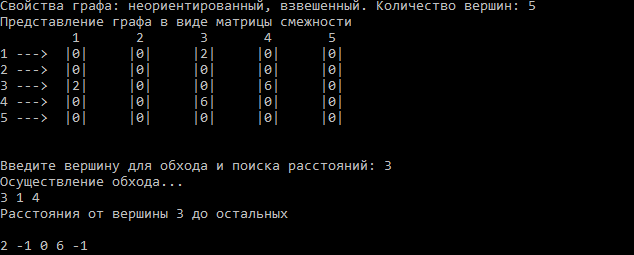 Свойства графа: неориентированный, взвешенный. Количество вершин: 5
Представление графа в виде матрицы смежности
1 2 3 4 5
1 ---> |0| |0| |2| |0| |0|
2 ---> |0| |0| |0| |0| |0|
3 ---> |2| |0| |0| |6| |0|
4 ---> |0| |0| |6| |0| |0|
5 ---> |0| |0| |0| |0| |0|
Введите вершину для обхода и поиска расстояний: 3
Осуществление обхода...
3 1 4
Расстояния от вершины 3 до остальных
2 -1 0 6 -1